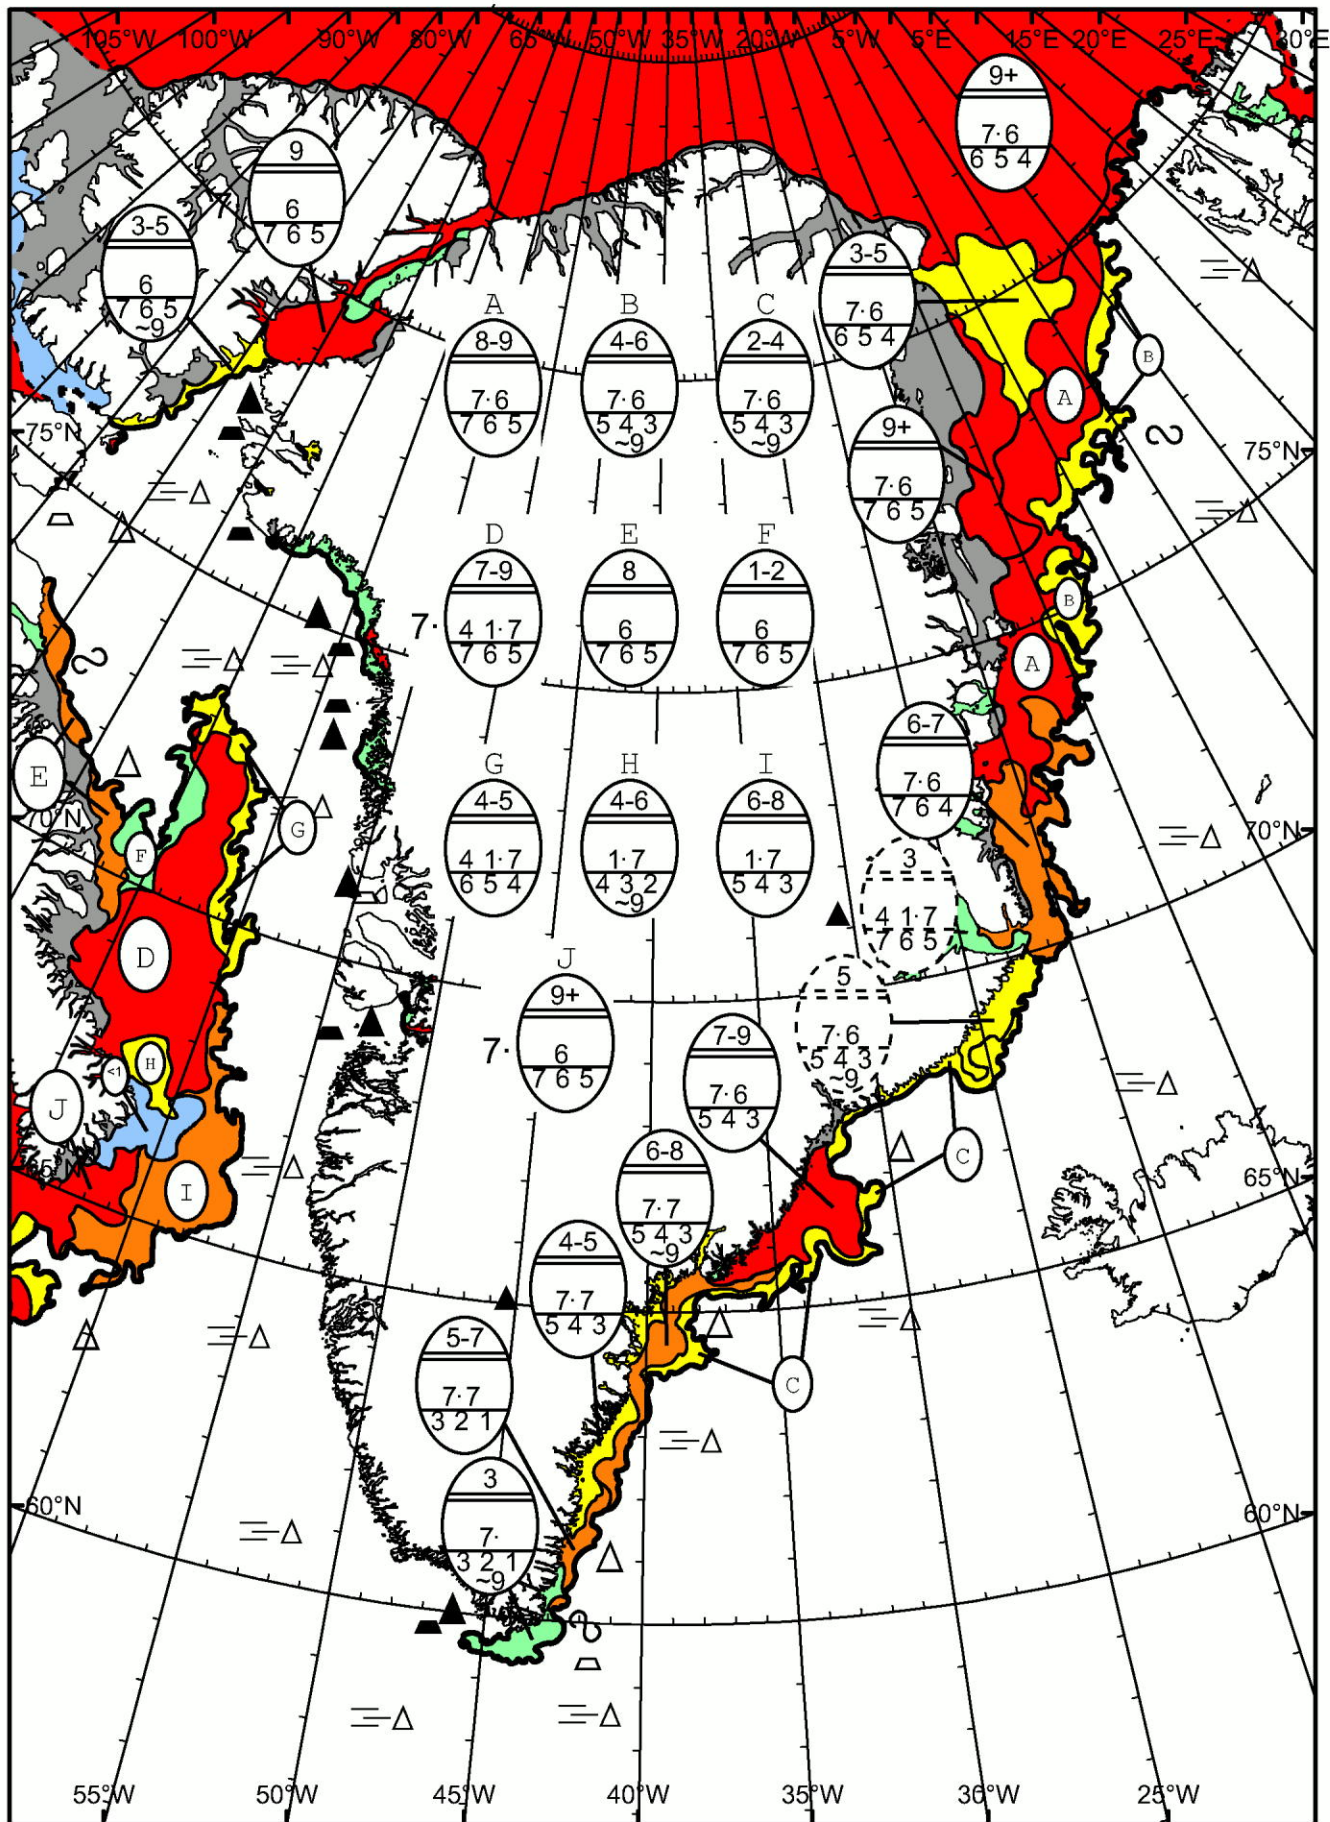 105°W 100°W 90°W 80°W 65°W 50°W 35°W 20°W 5°W 5°E 15°E 20°E 25°E 30°E
9+
7·6
6 5 4
9
6
7 6 5
3-5
6
7 6 5
~9
3-5
7·6
6 5 4
A B C
8-9 4-6 2-4
7·6 7·6 7·6
7 6 5 5 4 3 5 4 3
~9 ~9
B
A
9+
7·6
7 6 5
75°N 75°N
D E F
7-9 8 1-2
7· 4 1·7 6 6
7 6 5 7 6 5 7 6 5
B
A
6-7
7·6
7 6 4
E
70°N 70°N
G H I
4-5 4-6 6-8
4 1·7 1·7 1·7
6 5 4 4 3 2 5 4 3
~9
G
F
3
4 1·7
7 6 5
D
J
9+
7· 6
7 6 5
5
7·6
5 4 3
~9
7-9
7·6
5 4 3
<1
H
J
C
6-8
7·7
5 4 3
~9
65°N 65°N
I
4-5
7·7
5 4 3
5-7
7·7
3 2 1
C
3
7·
3 2 1
~9
60°N 60°N
55°W 50°W 45°W 40°W 35°W 30°W 25°W